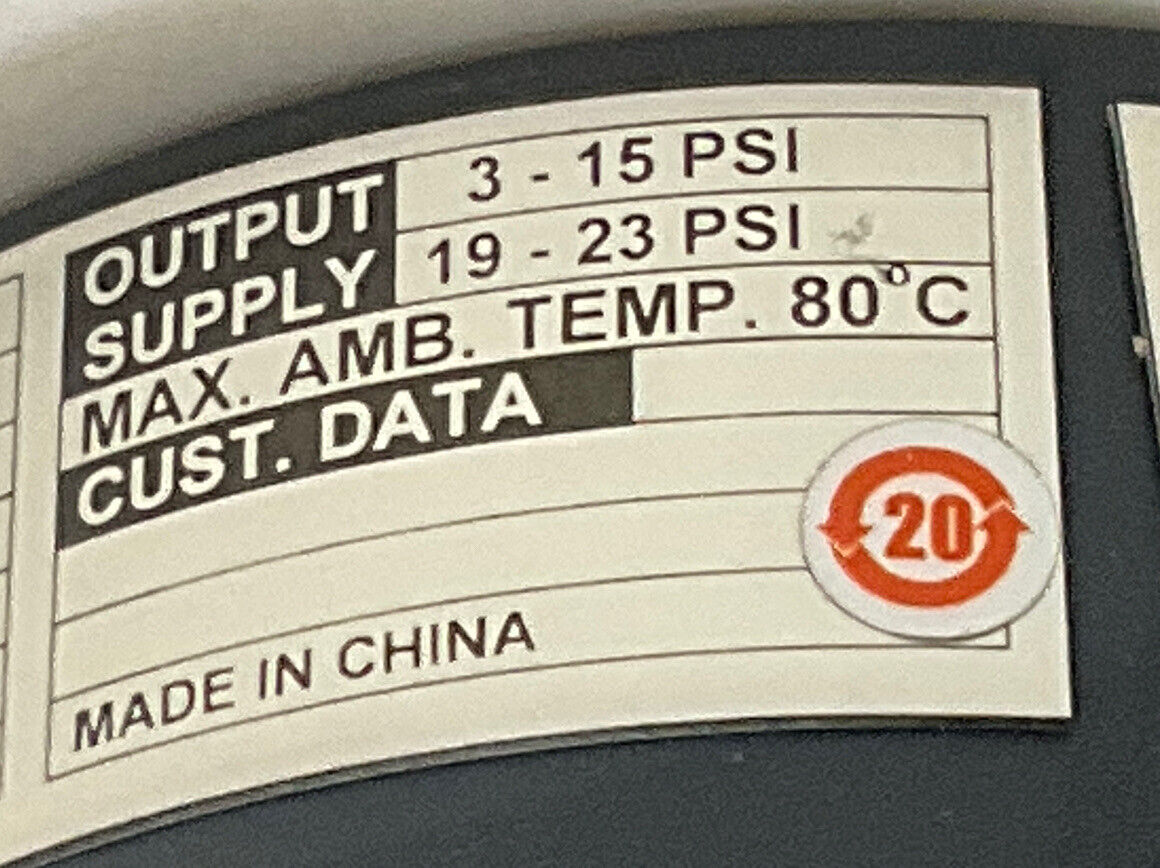 OUTPUT 3 - 15 PSI
SUPPLY 19 - 23 PSI
MAX. AMB. TEMP. 80°C
CUST. DATA
20
MADE IN CHINA